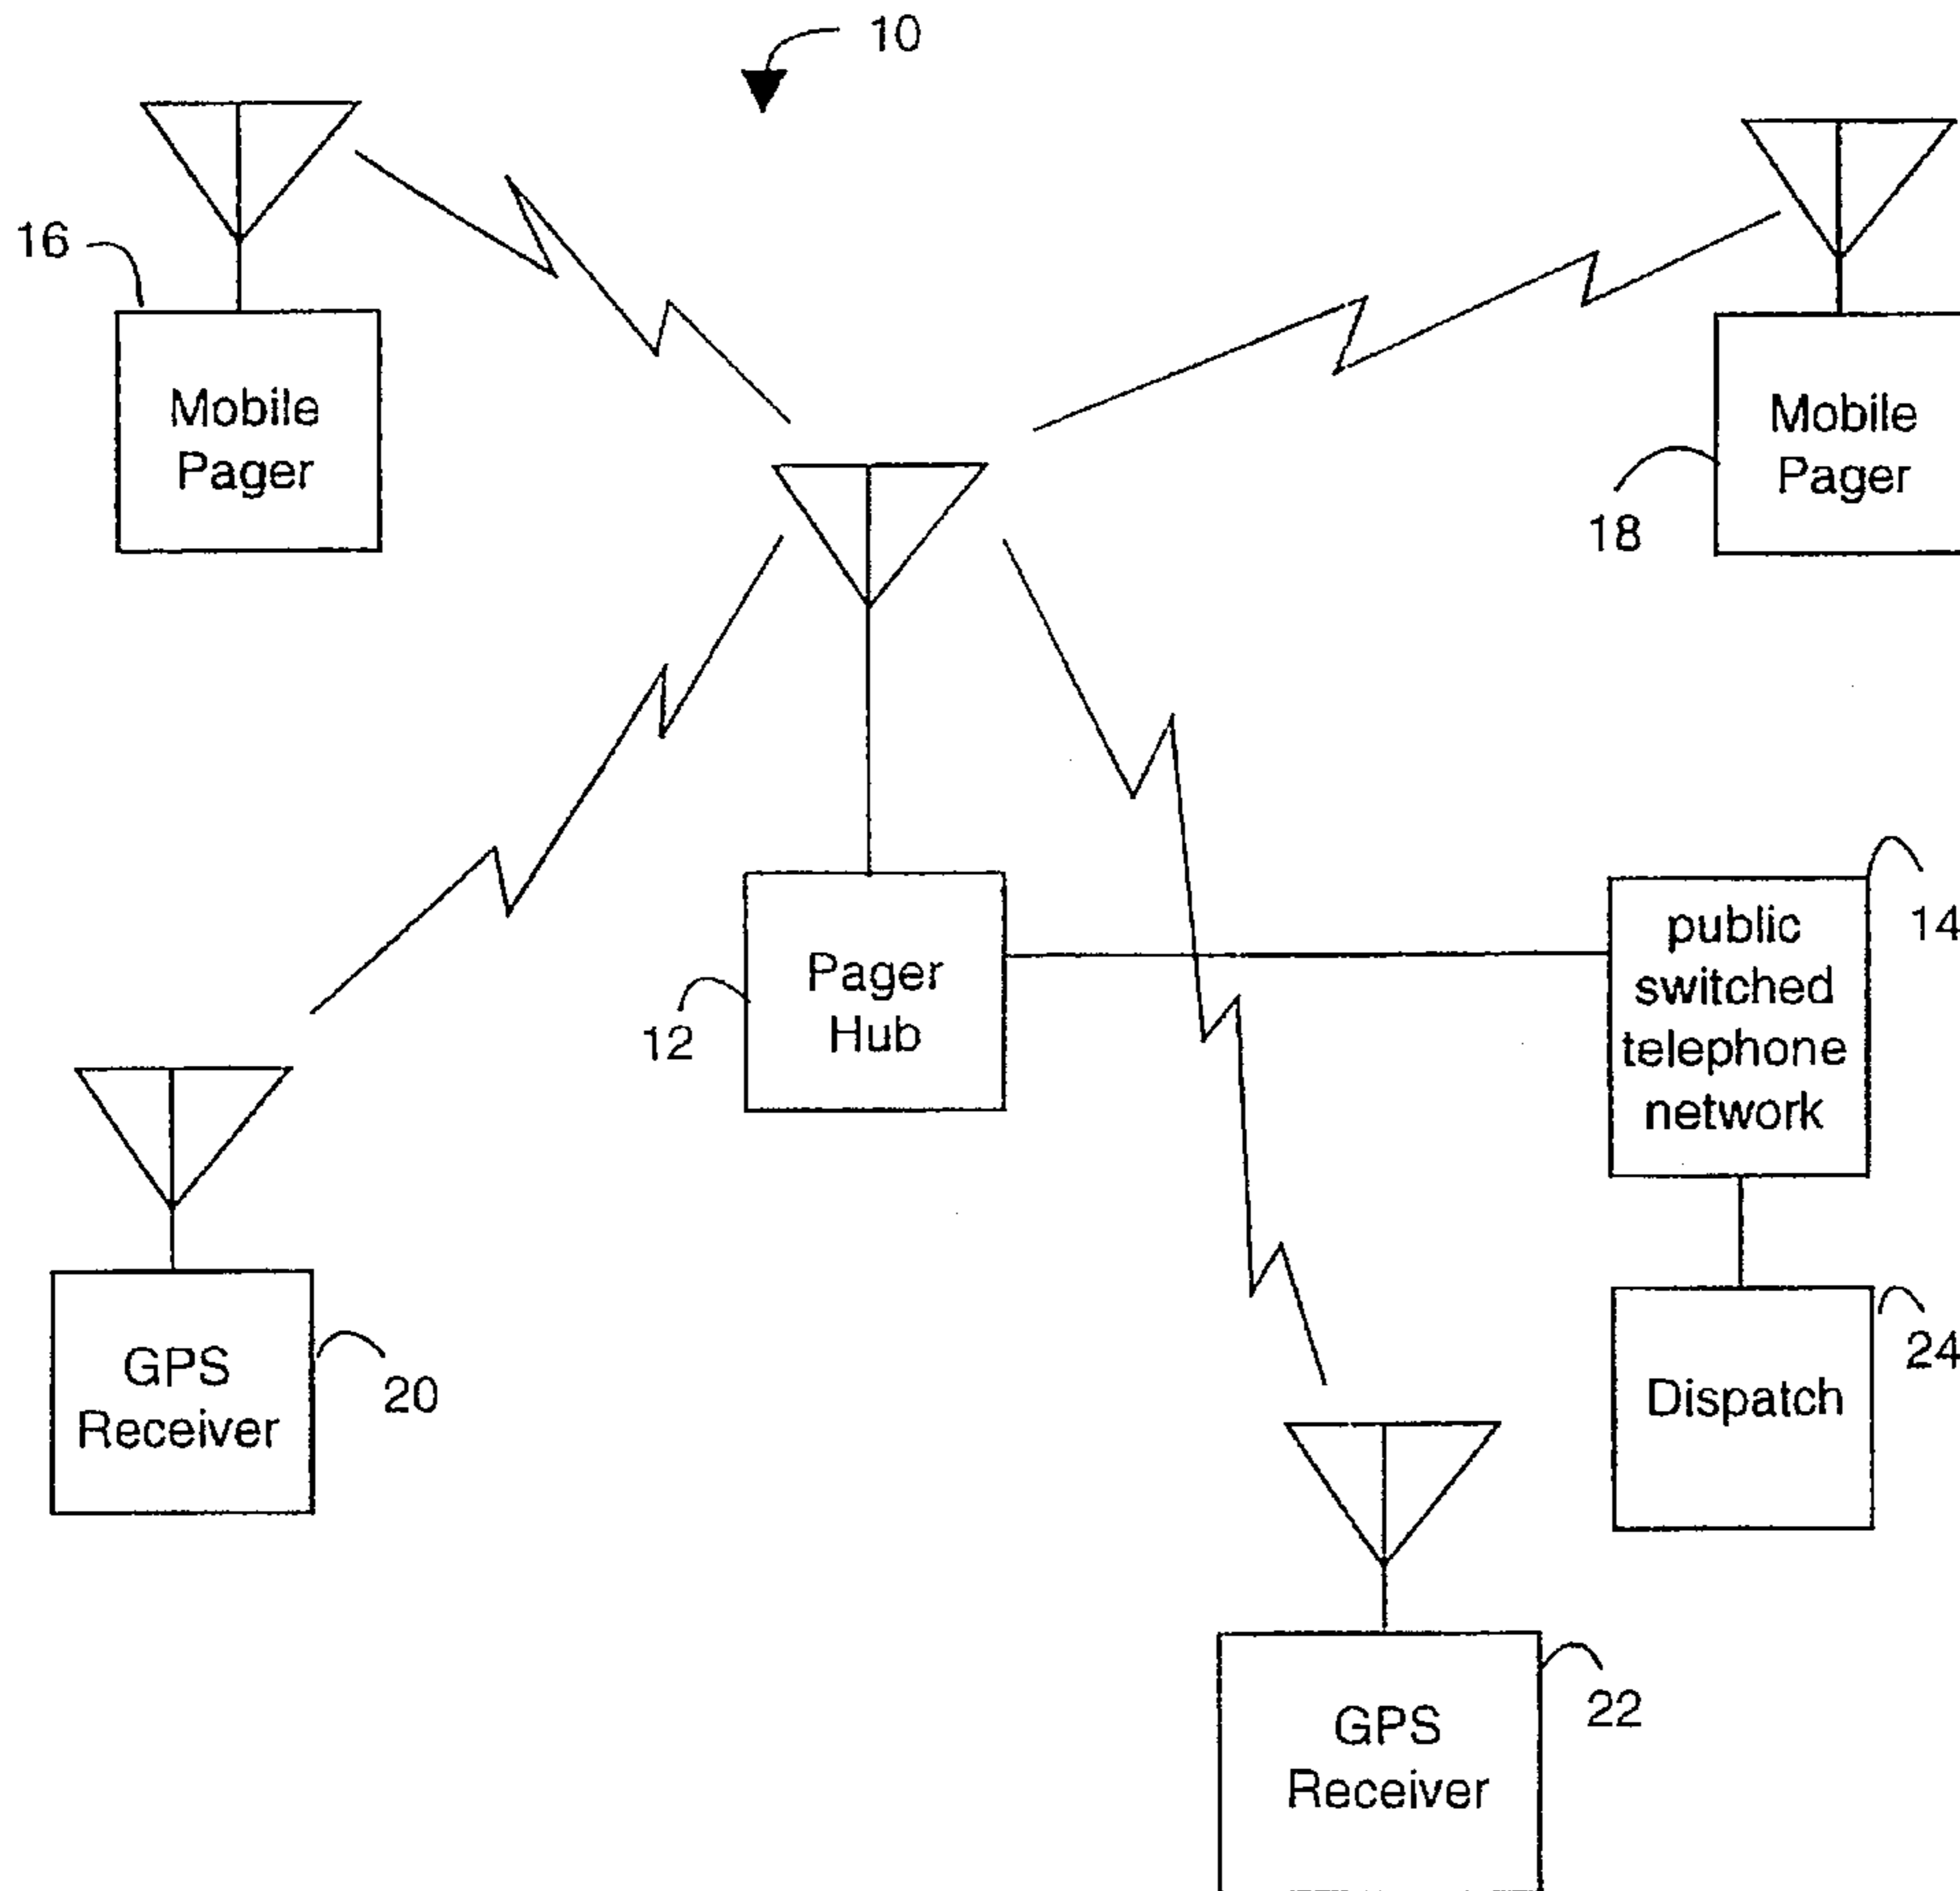 10
16
Mobile
Pager
Mobile
Pager
18
Pager
Hub
12
public
switched
telephone
network
14
GPS
Receiver
20
Dispatch
24
GPS
Receiver
22